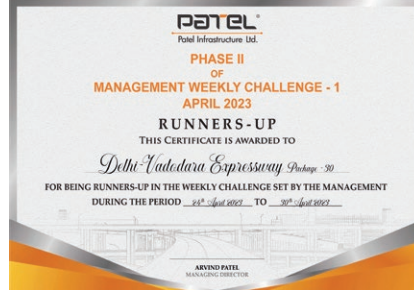 PATEL
Patel Infrastructure Ltd.
PHASE II
OF
MANAGEMENT WEEKLY CHALLENGE - 1
APRIL 2023
RUNNERS-UP
THIS CERTIFICATE IS AWARDED TO
Delhi-Vadodara Expressway Package-30
FOR BEING RUNNERS-UP IN THE WEEKLY CHALLENGE SET BY THE MANAGEMENT
DURING THE PERIOD 24th April 2023 TO 30th April 2023
ARVIND PATEL
MANAGING DIRECTOR